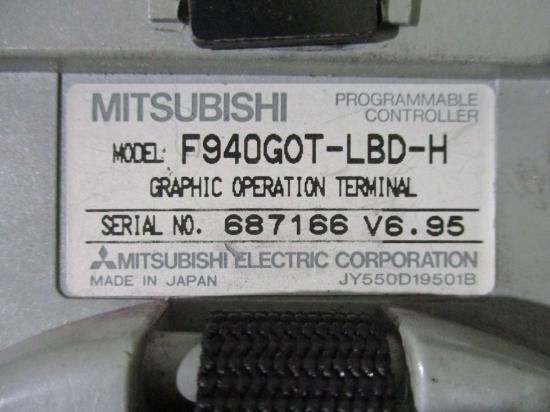 MITSUBISHI PROGRAMMABLE
CONTROLLER
MODEL F940GOT-LBD-H
GRAPHIC OPERATION TERMINAL
SERIAL NO. 687166 V6.95
MITSUBISHI ELECTRIC CORPORATION
MADE IN JAPAN JY550D19501B